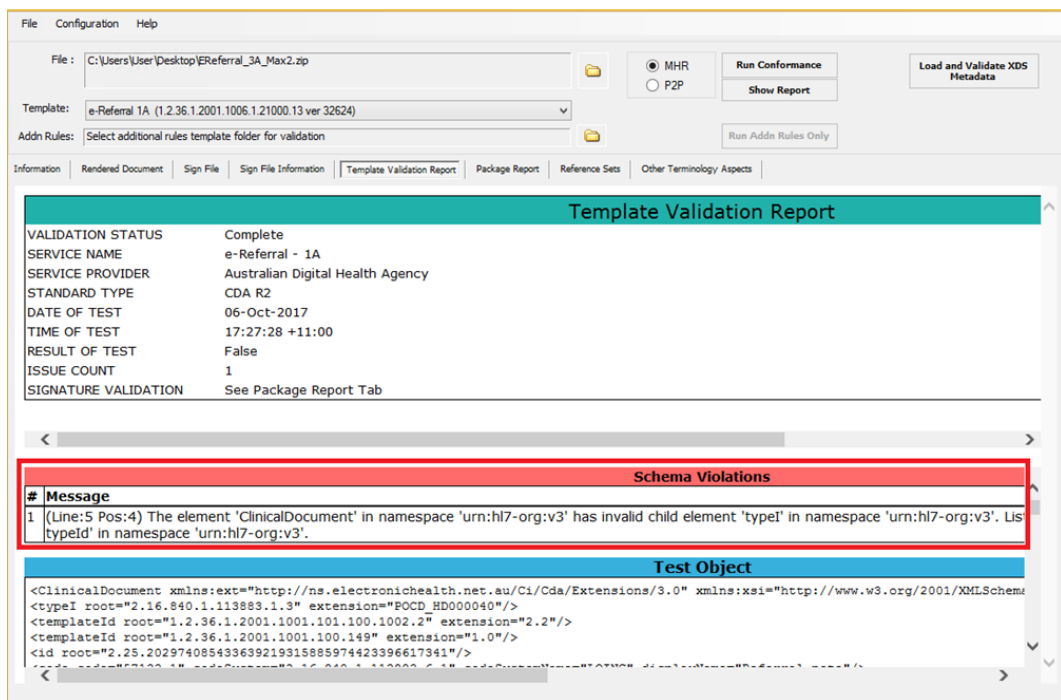 File Configuration Help
File : C:\Users\User\Desktop\EReferral_3A_Max2.zip
MHR
P2P
Run Conformance
Show Report
Load and Validate XDS
Metadata
Template: e-Referral 1A (1.2.36.1.2001.1006.1.21000.13 ver 32624)
Addn Rules: Select additional rules template folder for validation
Run Addn Rules Only
Information Rendered Document Sign File Sign File Information Template Validation Report Package Report Reference Sets Other Terminology Aspects
Template Validation Report
VALIDATION STATUS Complete
SERVICE NAME e-Referral - 1A
SERVICE PROVIDER Australian Digital Health Agency
STANDARD TYPE CDA R2
DATE OF TEST 06-Oct-2017
TIME OF TEST 17:27:28 +11:00
RESULT OF TEST False
ISSUE COUNT 1
SIGNATURE VALIDATION See Package Report Tab
Schema Violations
# Message
1 (Line:5 Pos:4) The element 'ClinicalDocument' in namespace 'urn:hl7-org:v3' has invalid child element 'typeI' in namespace 'urn:hl7-org:v3'. List
typeId' in namespace 'urn:hl7-org:v3'.
Test Object
<ClinicalDocument xmlns:ext="http://ns.electronichealth.net.au/Ci/Cda/Extensions/3.0" xmlns:xsi="http://www.w3.org/2001/XMLSchema
<typeI root="2.16.840.1.113883.1.3" extension="POCD_HD000040"/>
<templateId root="1.2.36.1.2001.1001.101.100.1002.2" extension="2.2"/>
<templateId root="1.2.36.1.2001.1001.100.149" extension="1.0"/>
<id root="2.25.202974085433639219315885974423396617341"/>